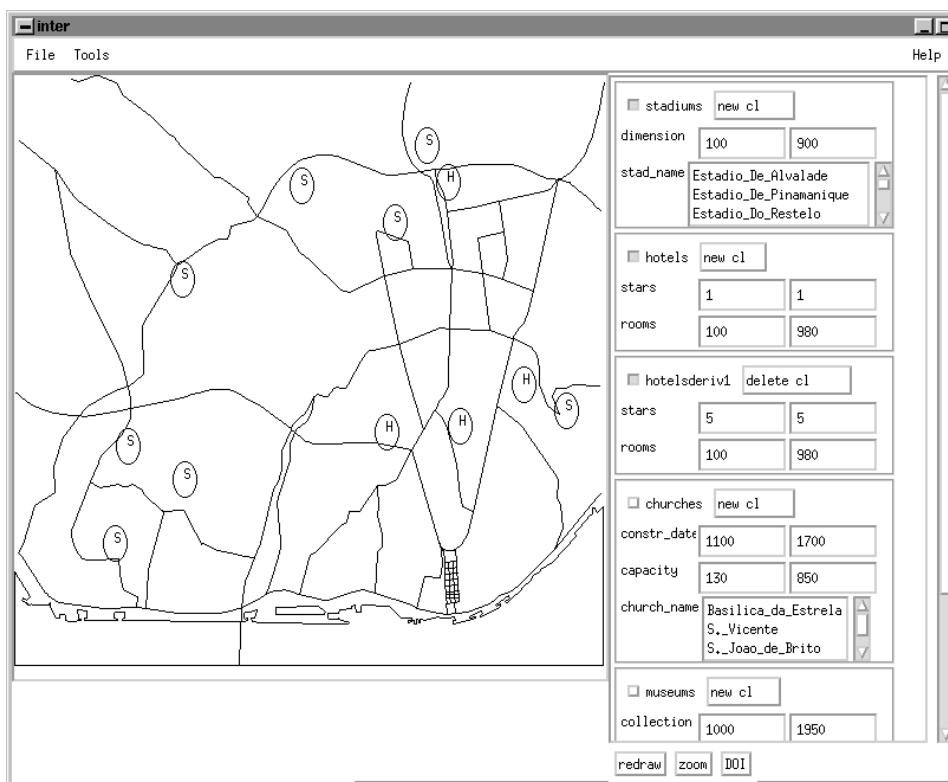 inter
File Tools Help
S
H
S
S
S
H
S
H
H
S
S
S
stadiums new cl
dimension 100 900
stad_name Estadio_De_Alvalade
Estadio_De_Pinamanique
Estadio_Do_Restelo
hotels new cl
stars 1 1
rooms 100 980
hotelsderiv1 delete cl
stars 5 5
rooms 100 980
churches new cl
constr_date 1100 1700
capacity 130 850
church_name Basilica_da_Estrela
S._Vicente
S._Joao_de_Brito
museums new cl
collection 1000 1950
redraw zoom DOI